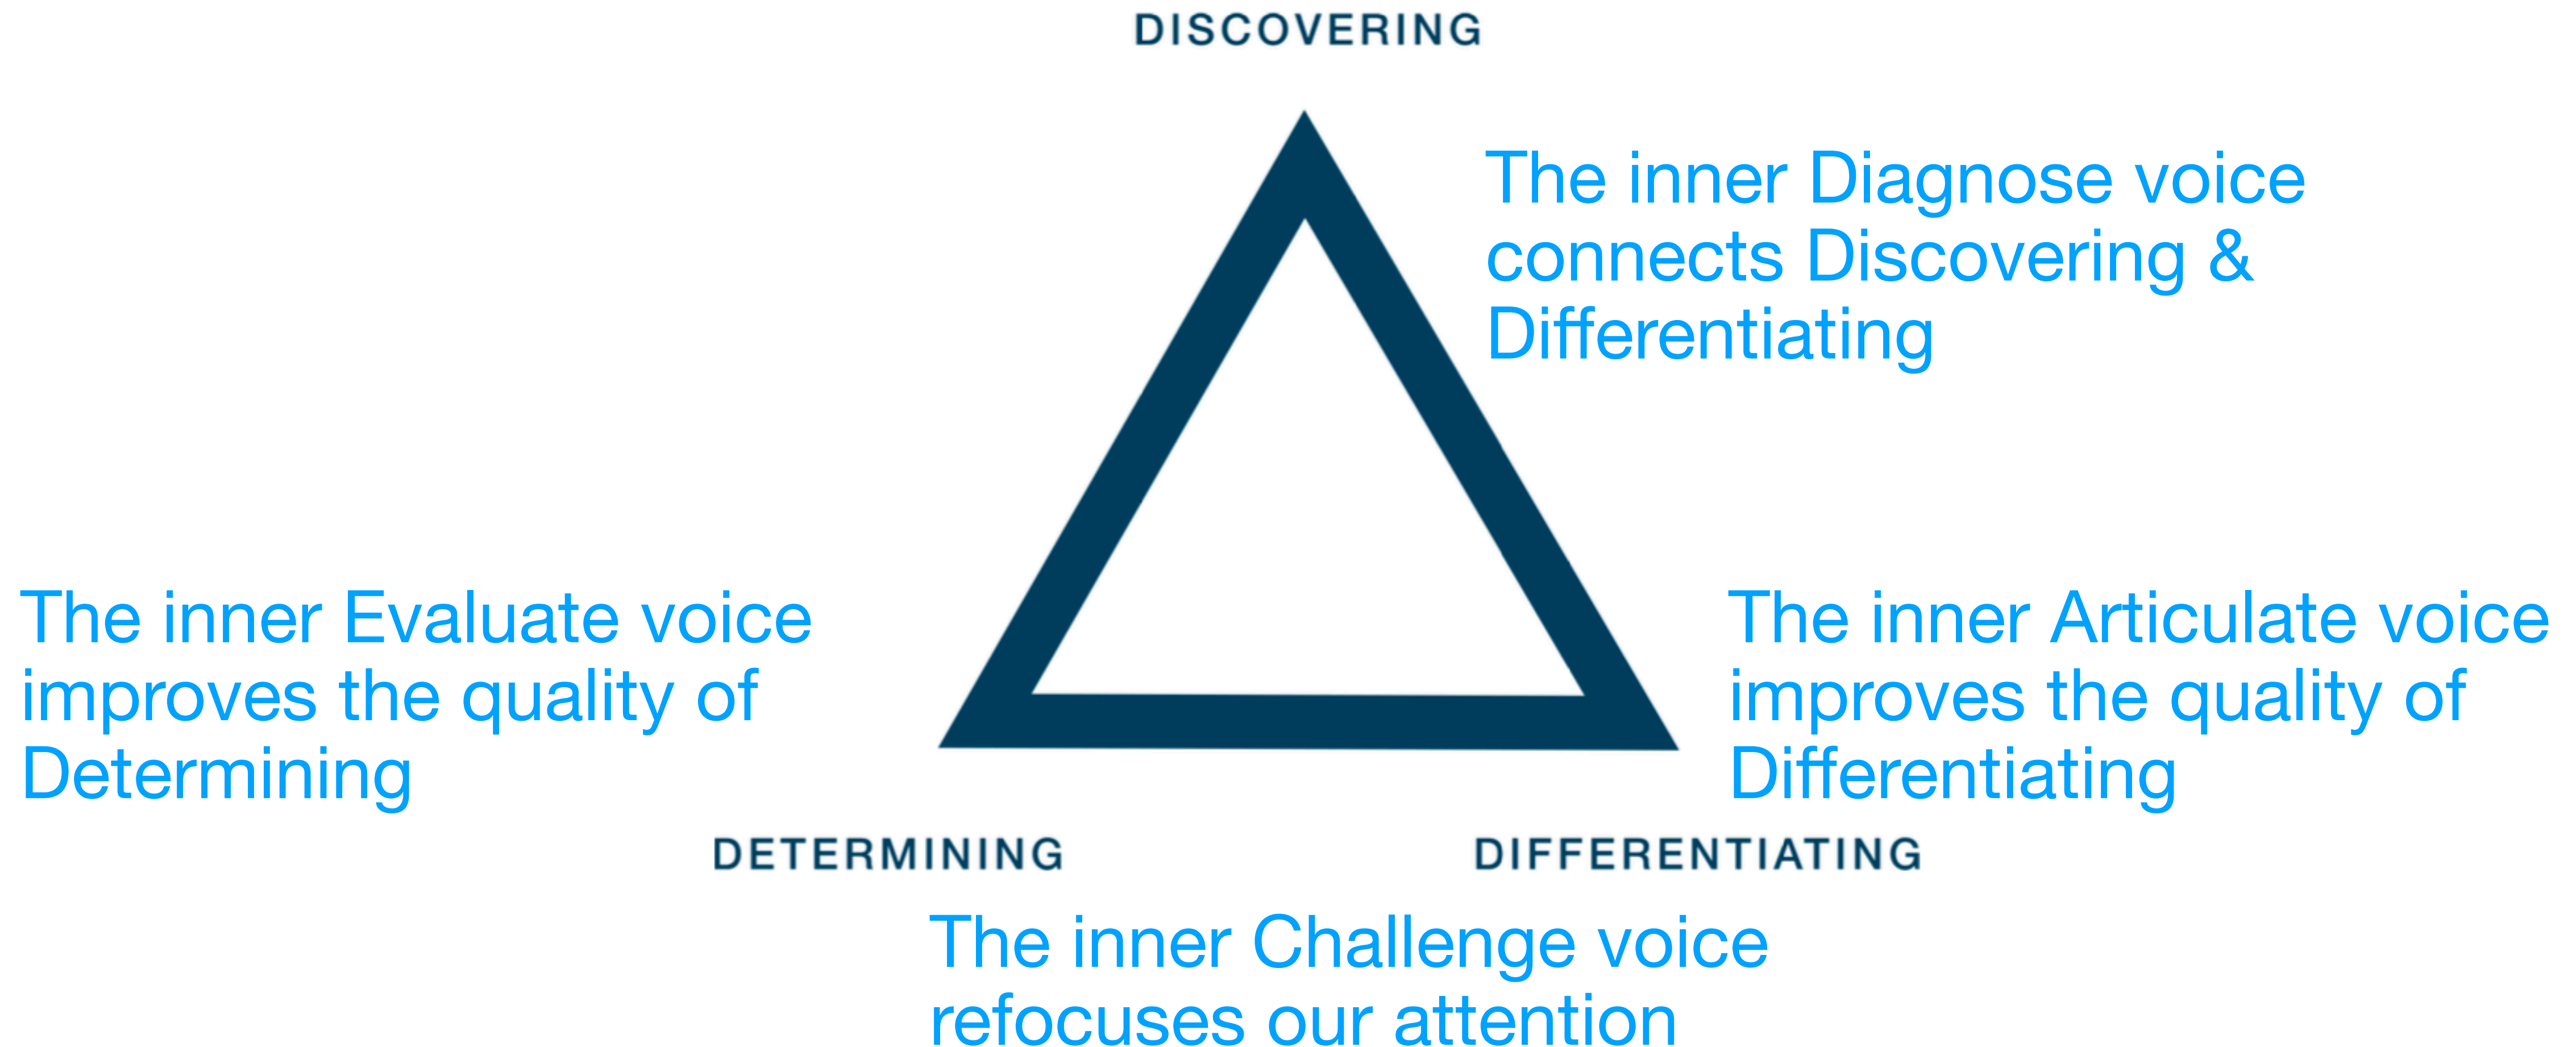 DISCOVERING
The inner Diagnose voice
connects Discovering &
Differentiating
The inner Evaluate voice
improves the quality of
Determining
The inner Articulate voice
improves the quality of
Differentiating
DETERMINING
DIFFERENTIATING
The inner Challenge voice
refocuses our attention